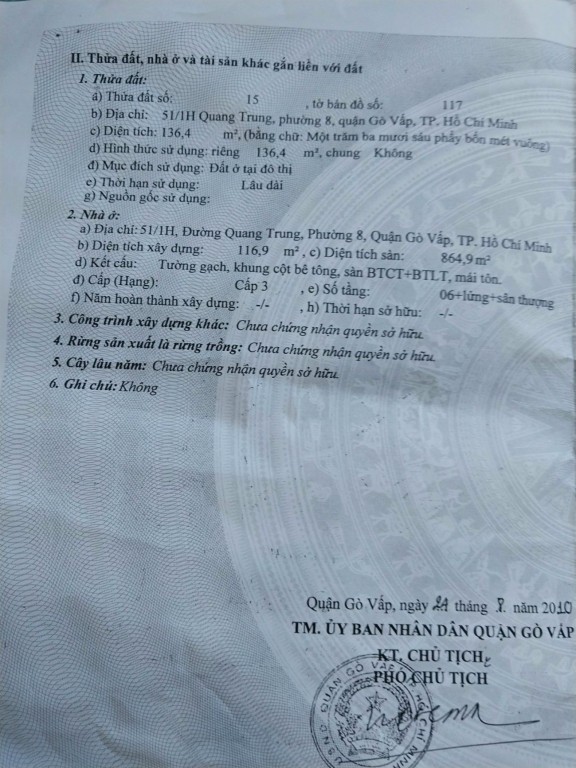 II. Thửa đất, nhà ở và tài sản khác gắn liền với đất
1. Thửa đất:
a) Thửa đất số: 15 , tờ bản đồ số: 117
b) Địa chỉ: 51/1H Quang Trung, phường 8, quận Gò Vấp, TP. Hồ Chí Minh
c) Diện tích: 136,4 m², (bằng chữ: Một trăm ba mươi sáu phẩy bốn mét vuông)
d) Hình thức sử dụng: riêng 136,4 m², chung Không
đ) Mục đích sử dụng: Đất ở tại đô thị
e) Thời hạn sử dụng: Lâu dài
g) Nguồn gốc sử dụng:
2. Nhà ở:
a) Địa chỉ: 51/1H, Đường Quang Trung, Phường 8, Quận Gò Vấp, TP. Hồ Chí Minh
b) Diện tích xây dựng: 116,9 m² , c) Diện tích sàn: 864,9 m²
d) Kết cấu: Tường gạch, khung cột bê tông, sàn BTCT+BTLT, mái tôn.
đ) Cấp (Hạng): Cấp 3 , e) Số tầng: 06+lửng+sân thượng
f) Năm hoàn thành xây dựng: -/- , h) Thời hạn sở hữu: -/-
3. Công trình xây dựng khác: Chưa chứng nhận quyền sở hữu.
4. Rừng sản xuất là rừng trồng: Chưa chứng nhận quyền sở hữu.
5. Cây lâu năm: Chưa chứng nhận quyền sở hữu.
6. Ghi chú: Không
Quận Gò Vấp, ngày tháng năm 2010
TM. ỦY BAN NHÂN DÂN QUẬN GÒ VẤP
KT. CHỦ TỊCH
PHÓ CHỦ TỊCH
U.B.N.D QUẬN GÒ VẤP T.P HỒ CHÍ MINH